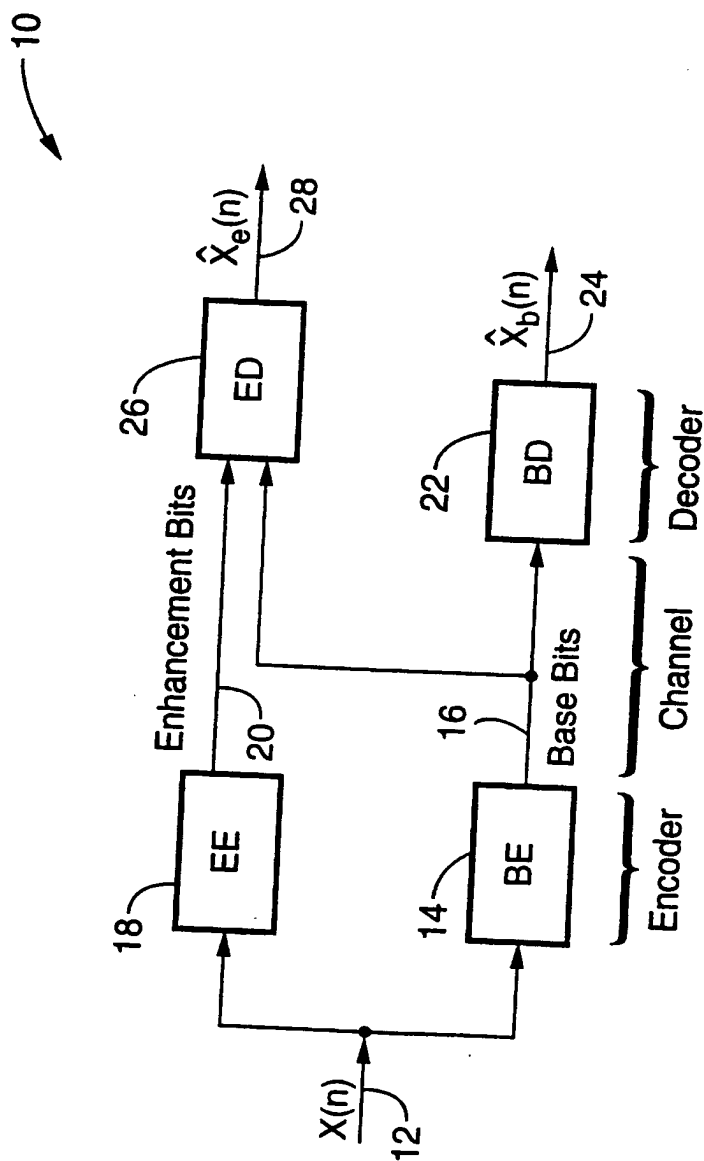 10
X(n)
12
18
EE
Enhancement Bits
20
26
ED
X̂e(n)
28
14
BE
16
Base Bits
22
BD
X̂b(n)
24
Encoder
Channel
Decoder